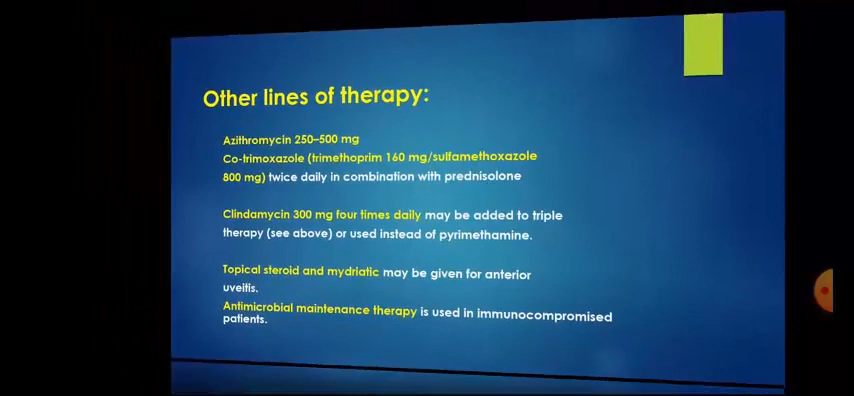 Other lines of therapy:
Azithromycin 250–500 mg
Co-trimoxazole (trimethoprim 160 mg/sulfamethoxazole
800 mg) twice daily in combination with prednisolone
Clindamycin 300 mg four times daily may be added to triple
therapy (see above) or used instead of pyrimethamine.
Topical steroid and mydriatic may be given for anterior
uveitis.
Antimicrobial maintenance therapy is used in immunocompromised
patients.